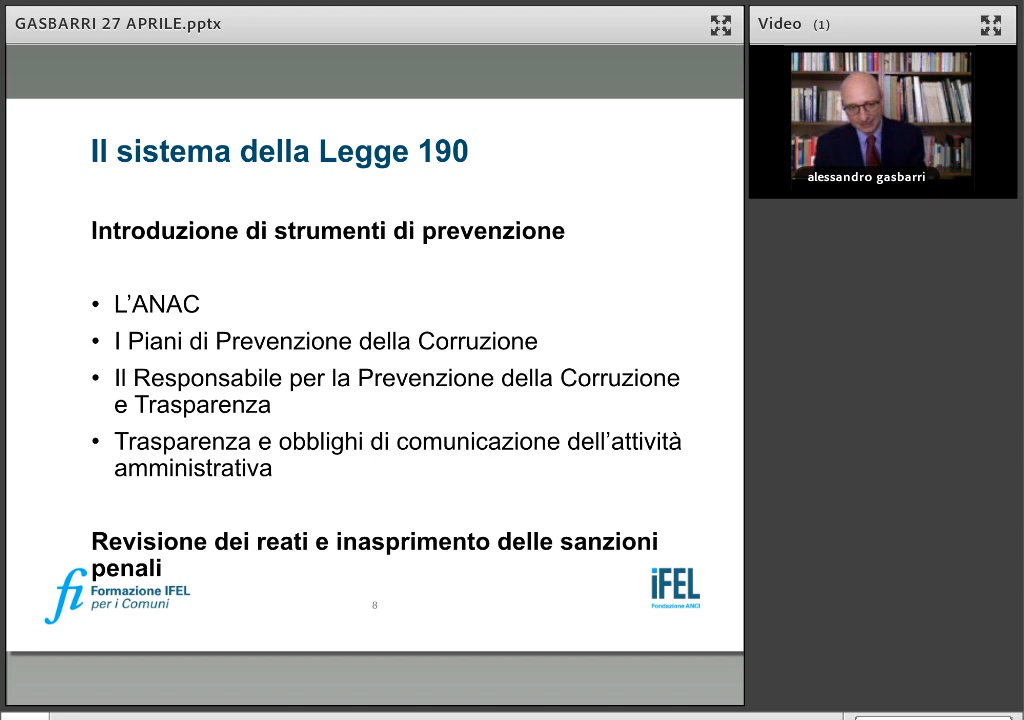 GASBARRI 27 APRILE.pptx
Video (1)
alessandro gasbarri
Il sistema della Legge 190
Introduzione di strumenti di prevenzione
• L’ANAC
• I Piani di Prevenzione della Corruzione
• Il Responsabile per la Prevenzione della Corruzione
e Trasparenza
• Trasparenza e obblighi di comunicazione dell’attività
amministrativa
Revisione dei reati e inasprimento delle sanzioni
penali
fi Formazione IFEL
per i Comuni
8
iFEL
Fondazione ANCI